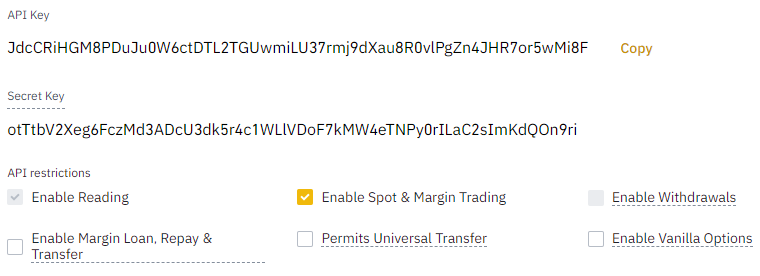 API Key
JdcCRiHGM8PDuJu0W6ctDTL2TGUwmiLU37rmj9dXau8R0vlPgZn4JHR7or5wMi8F Copy
Secret Key
otTtbV2Xeg6FczMd3ADcU3dk5r4c1WLlVDoF7kMW4eTNPy0rILaC2sImKdQOn9ri
API restrictions
Enable Reading Enable Spot & Margin Trading Enable Withdrawals
Enable Margin Loan, Repay & Transfer Permits Universal Transfer Enable Vanilla Options